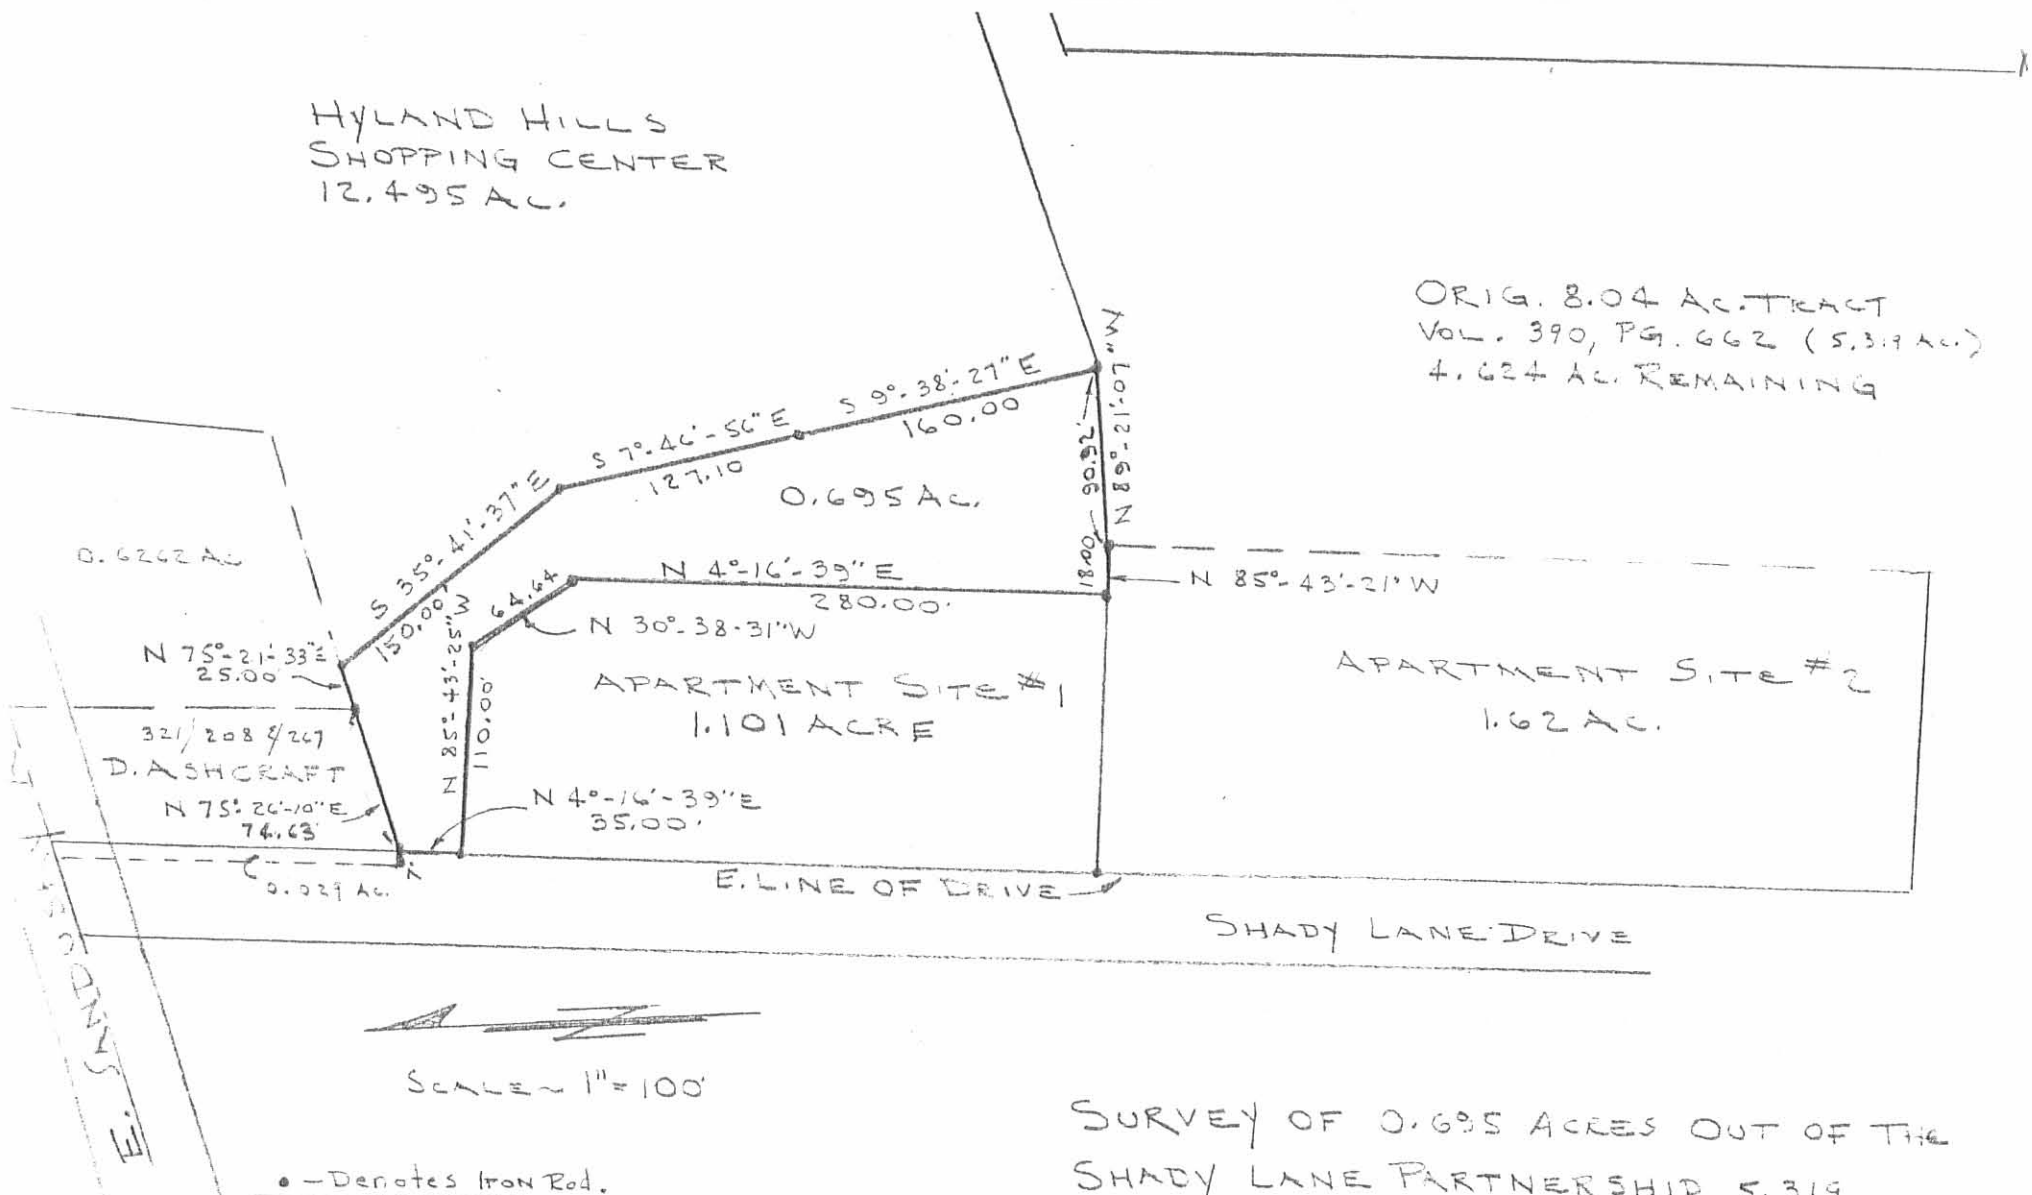 HYLAND HILLS
SHOPPING CENTER
12.495 AC.
ORIG. 8.04 AC. TRACT
VOL. 390, PG. 662 (5.319 AC.)
4.624 AC. REMAINING
S 9°-38'-27" E
160.00
S 7°-46'-56" E
127.10
S 35°-41'-37" E
150.00'
0.695 AC.
N 89°-21'-07" W
90.92'
18.00
N 85°-43'-21" W
0.6262 AC
N 4°-16'-39" E
280.00'
64.64
N 30°-38-31" W
N 75°-21'-33" E
25.00'
N 85°-43'-25" W
110.00'
APARTMENT SITE #1
1.101 ACRE
APARTMENT SITE #2
1.62 AC.
321/208 & 267
D. ASHCRAFT
N 75°-26'-10" E
74.63'
N 4°-16'-39" E
35.00'
0.029 AC.
E. LINE OF DRIVE
SHADY LANE DRIVE
E. SNODGRASS
SCALE ~ 1" = 100'
• - Denotes Iron Rod.
SURVEY OF 0.695 ACRES OUT OF THE
SHADY LANE PARTNERSHIP 5.319